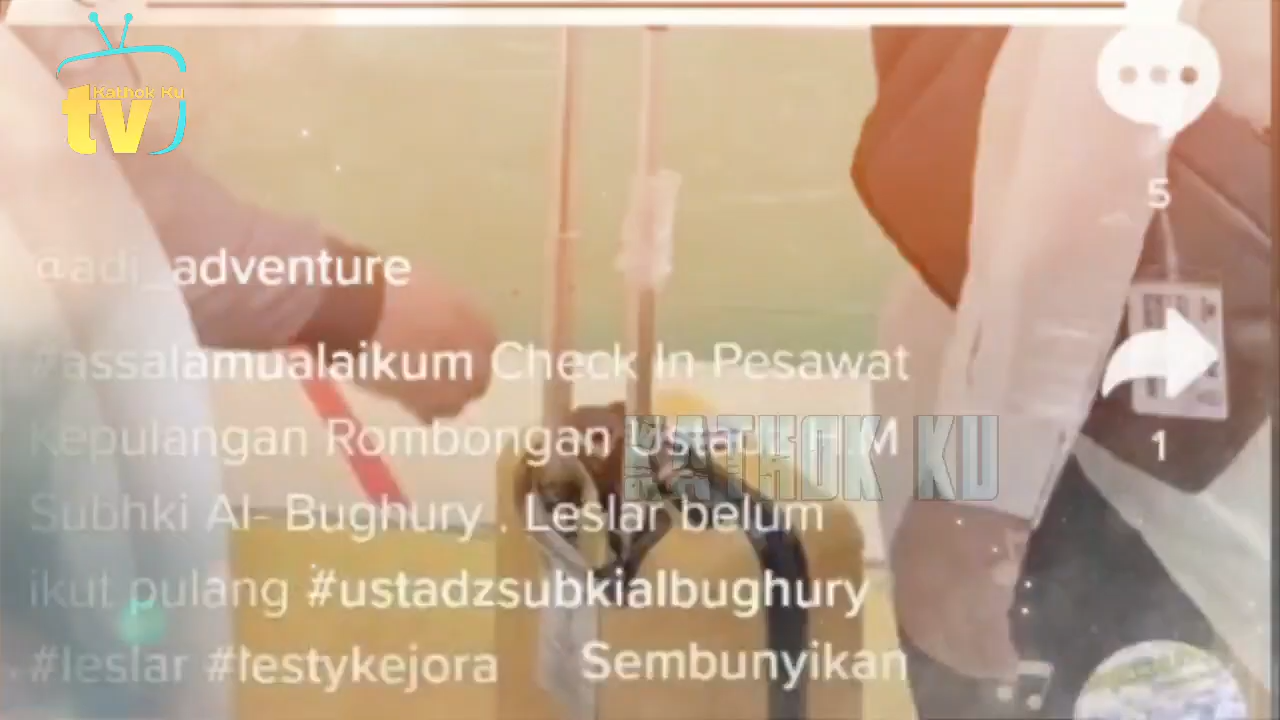 Kathok Ku
tv
5
@adi_adventure
#assalamualaikum Check In Pesawat
Kepulangan Rombongan Ustadz H.M
KATHOK KU
1
Subhki Al- Bughury . Leslar belum
ikut pulang #ustadzsubkialbughury
#leslar #lestykejora Sembunyikan